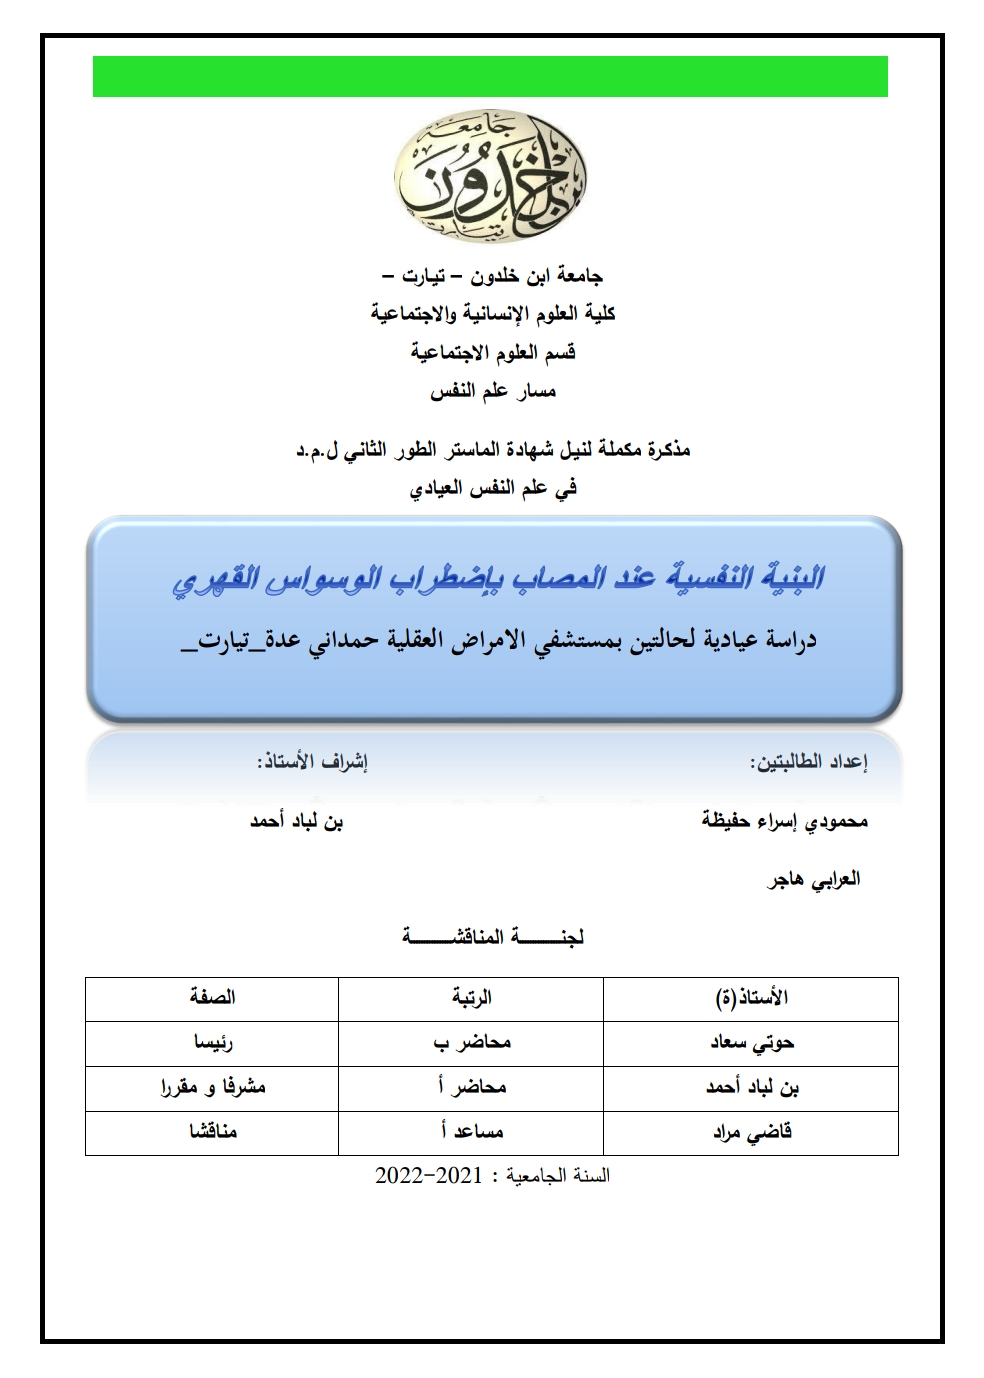 جامعة
ابن خلدون
تيارت
جامعة ابن خلدون – تيارت –
كلية العلوم الإنسانية والاجتماعية
قسم العلوم الاجتماعية
مسار علم النفس
مذكرة مكملة لنيل شهادة الماستر الطور الثاني ل.م.د
في علم النفس العيادي
البنية النفسية عند المصاب بإضطراب الوسواس القهري
دراسة عيادية لحالتين بمستشفي الامراض العقلية حمداني عدة_تيارت_
إعداد الطالبتين: إشراف الأستاذ:
محمودي إسراء حفيظة بن لباد أحمد
العرابي هاجر
لجنــــــــة المناقشــــــــة
الأستاذ(ة) الرتبة الصفة
حوتي سعاد محاضر ب رئيسا
بن لباد أحمد محاضر أ مشرفا و مقررا
قاضي مراد مساعد أ مناقشا
السنة الجامعية : 2021-2022